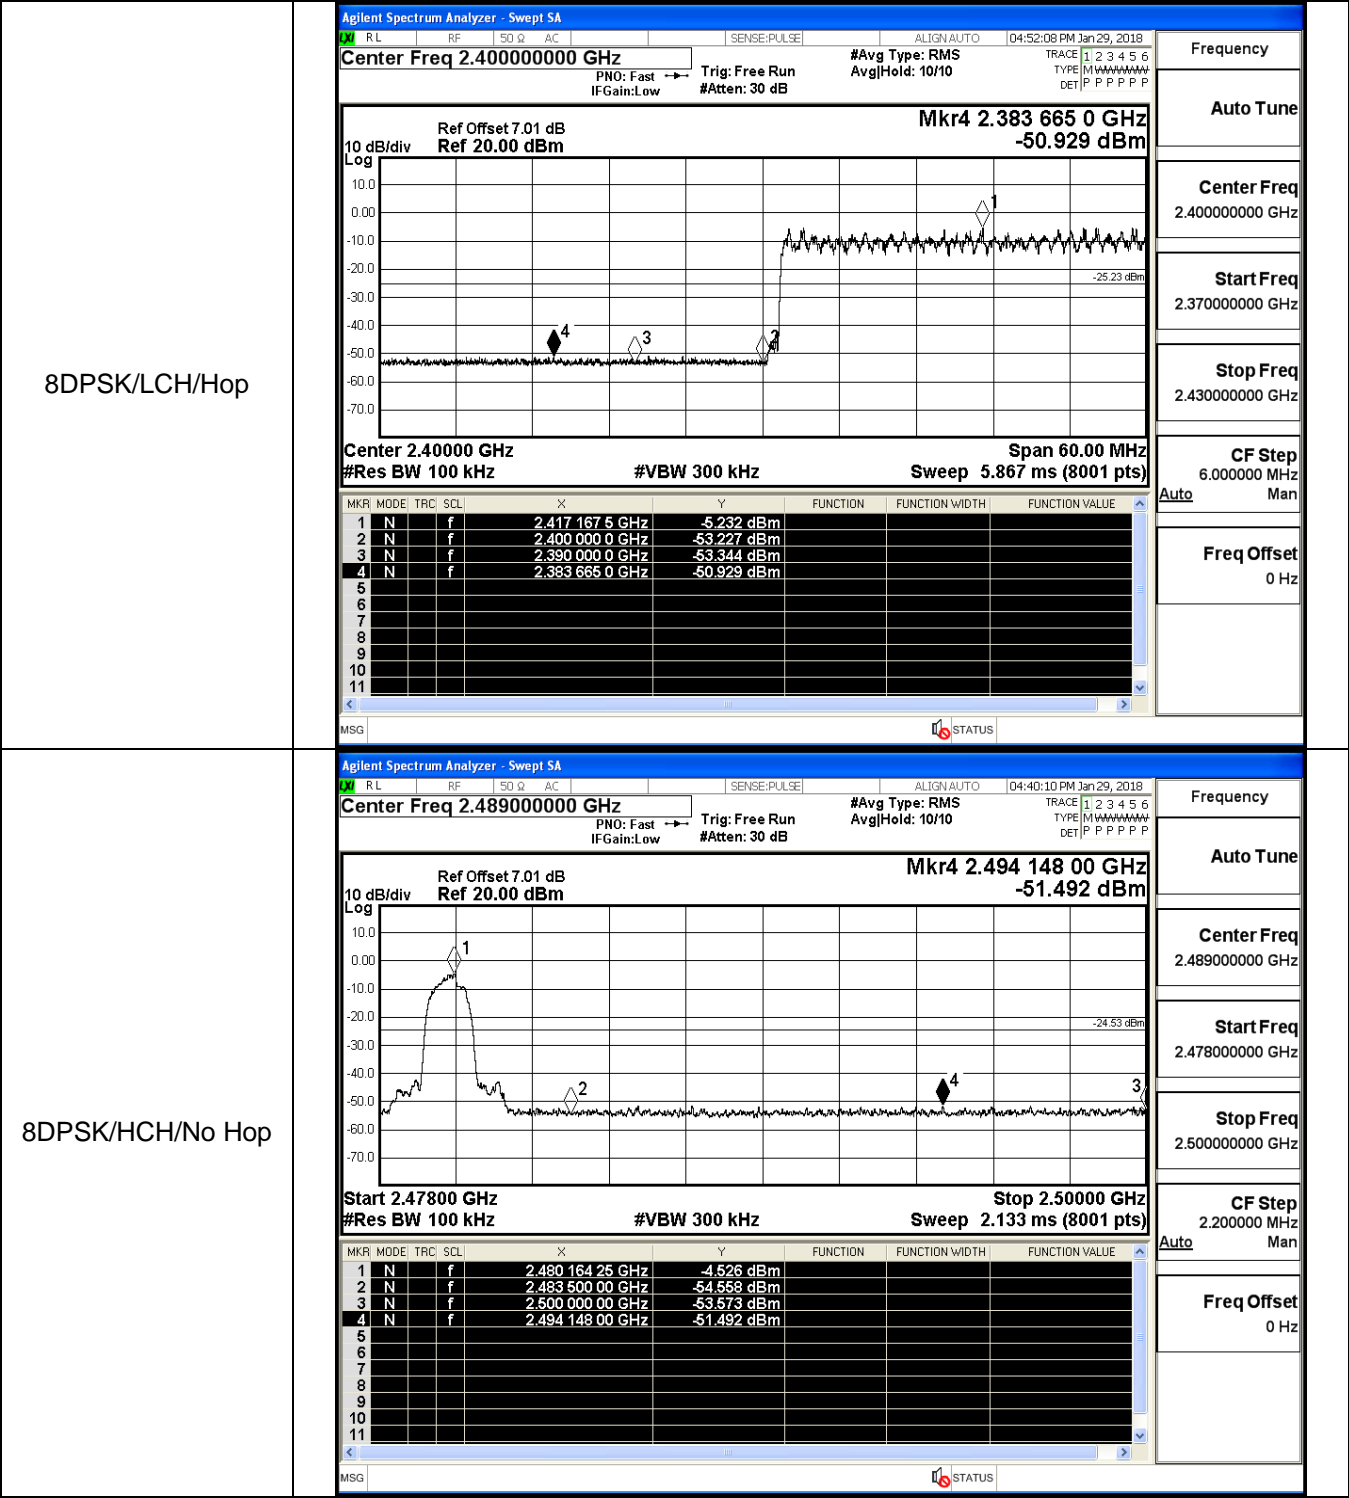 8DPSK/LCH/Hop
Agilent Spectrum Analyzer - Swept SA
LXI RL RF 50 Ω AC SENSE:PULSE ALIGN AUTO 04:52:08 PM Jan 29, 2018
Center Freq 2.400000000 GHz
PNO: Fast
IFGain:Low
Trig: Free Run
#Atten: 30 dB
#Avg Type: RMS
Avg|Hold: 10/10
TRACE 1 2 3 4 5 6
TYPE M WWWWW
DET P P P P P P
Frequency
Auto Tune
Center Freq
2.400000000 GHz
Start Freq
2.370000000 GHz
Stop Freq
2.430000000 GHz
CF Step
6.000000 MHz
Auto Man
Freq Offset
0 Hz
Mkr4 2.383 665 0 GHz
-50.929 dBm
Ref Offset 7.01 dB
10 dB/div Ref 20.00 dBm
Log
10.0
0.00
-10.0
-20.0
-30.0
-40.0
-50.0
-60.0
-70.0
1
2
3
4
-25.23 dBm
Center 2.40000 GHz Span 60.00 MHz
#Res BW 100 kHz #VBW 300 kHz Sweep 5.867 ms (8001 pts)
MKR MODE TRC SCL X Y FUNCTION FUNCTION WIDTH FUNCTION VALUE
1 N f 2.417 167 5 GHz -5.232 dBm
2 N f 2.400 000 0 GHz -53.227 dBm
3 N f 2.390 000 0 GHz -53.344 dBm
4 N f 2.383 665 0 GHz -50.929 dBm
5
6
7
8
9
10
11
MSG STATUS
8DPSK/HCH/No Hop
Agilent Spectrum Analyzer - Swept SA
LXI RL RF 50 Ω AC SENSE:PULSE ALIGN AUTO 04:40:10 PM Jan 29, 2018
Center Freq 2.489000000 GHz
PNO: Fast
IFGain:Low
Trig: Free Run
#Atten: 30 dB
#Avg Type: RMS
Avg|Hold: 10/10
TRACE 1 2 3 4 5 6
TYPE M WWWWW
DET P P P P P P
Frequency
Auto Tune
Center Freq
2.489000000 GHz
Start Freq
2.478000000 GHz
Stop Freq
2.500000000 GHz
CF Step
2.200000 MHz
Auto Man
Freq Offset
0 Hz
Mkr4 2.494 148 00 GHz
-51.492 dBm
Ref Offset 7.01 dB
10 dB/div Ref 20.00 dBm
Log
10.0
0.00
-10.0
-20.0
-30.0
-40.0
-50.0
-60.0
-70.0
1
2
3
4
-24.53 dBm
Start 2.47800 GHz Stop 2.50000 GHz
#Res BW 100 kHz #VBW 300 kHz Sweep 2.133 ms (8001 pts)
MKR MODE TRC SCL X Y FUNCTION FUNCTION WIDTH FUNCTION VALUE
1 N f 2.480 164 25 GHz -4.526 dBm
2 N f 2.483 500 00 GHz -54.558 dBm
3 N f 2.500 000 00 GHz -53.573 dBm
4 N f 2.494 148 00 GHz -51.492 dBm
5
6
7
8
9
10
11
MSG STATUS